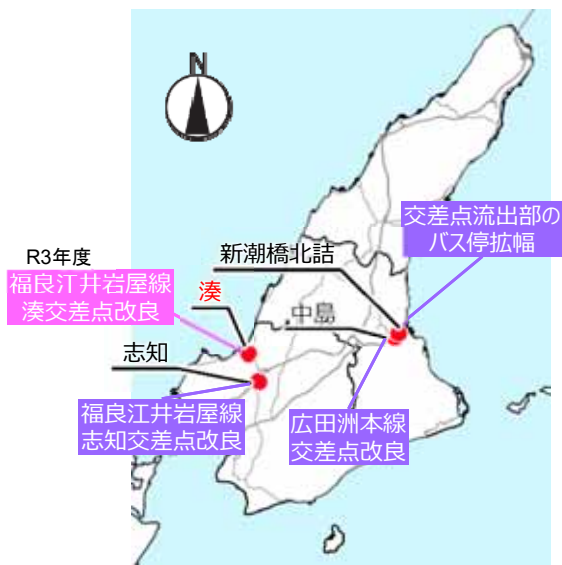 N
交差点流出部の
バス停拡幅
新潮橋北詰
R3年度
福良江井岩屋線
湊交差点改良
湊
中島
志知
福良江井岩屋線
志知交差点改良
広田洲本線
交差点改良